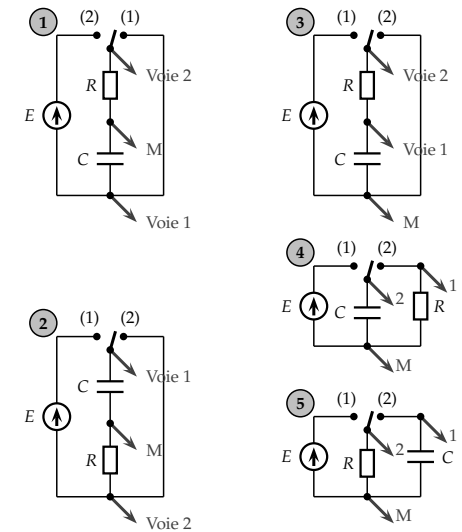 1 (2) (1)
Voie 2
R
E
M
C
Voie 1
2 (1) (2)
Voie 1
C
E
M
R
Voie 2
3 (1) (2)
Voie 2
R
E
Voie 1
C
M
4 (1) (2)
1
E C 2 R
M
5 (1) (2)
1
E R 2 C
M